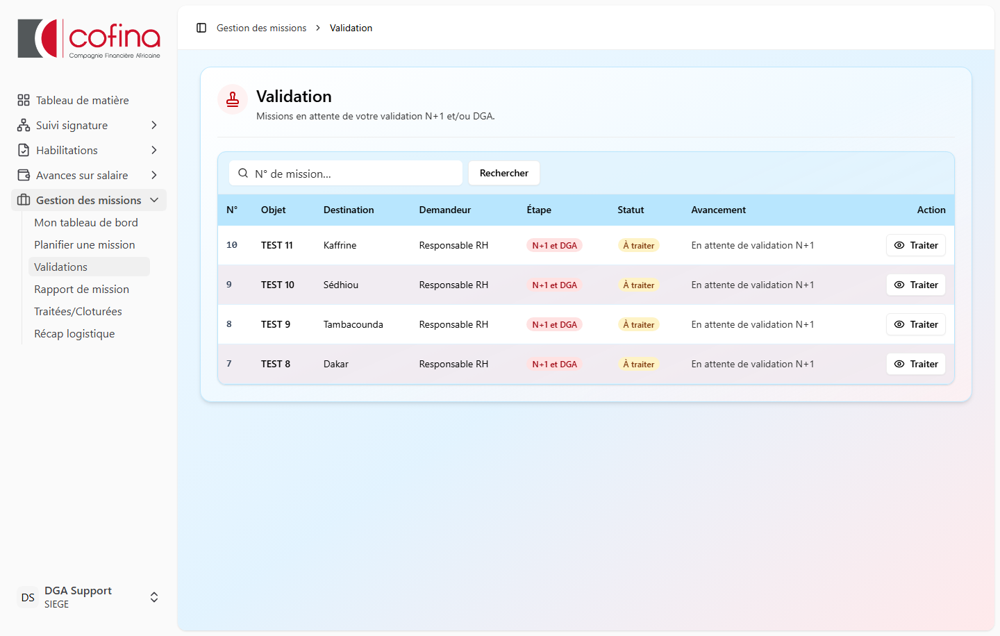 cofina
Compagnie Financière Africaine
Tableau de matière
Suivi signature
Habilitations
Avances sur salaire
Gestion des missions
Mon tableau de bord
Planifier une mission
Validations
Rapport de mission
Traitées/Cloturées
Récap logistique
DS
DGA Support
SIEGE
Gestion des missions > Validation
Validation
Missions en attente de votre validation N+1 et/ou DGA.
N° de mission... Rechercher
N° Objet Destination Demandeur Étape Statut Avancement Action
10 TEST 11 Kaffrine Responsable RH N+1 et DGA À traiter En attente de validation N+1 Traiter
9 TEST 10 Sédhiou Responsable RH N+1 et DGA À traiter En attente de validation N+1 Traiter
8 TEST 9 Tambacounda Responsable RH N+1 et DGA À traiter En attente de validation N+1 Traiter
7 TEST 8 Dakar Responsable RH N+1 et DGA À traiter En attente de validation N+1 Traiter